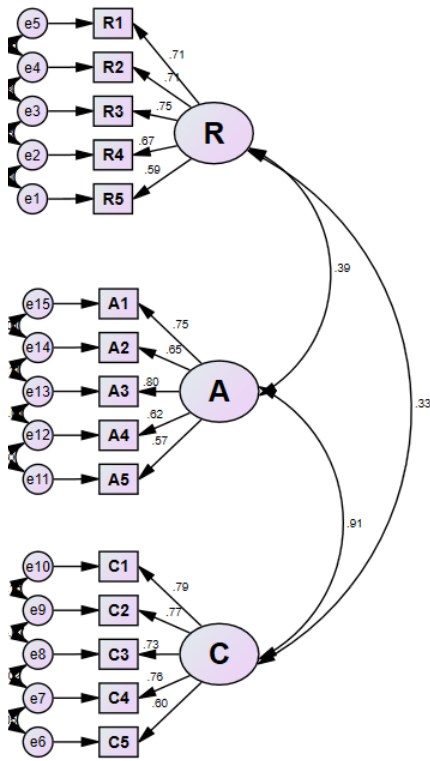 e5 R1
.71
e4 R2
.71
e3 R3
.75
R
e2 R4
.67
e1 R5
.59
.39
e15 A1
.75
e14 A2
.65
e13 A3
.80
A
e12 A4
.62
e11 A5
.57
.33
.91
e10 C1
.79
e9 C2
.77
e8 C3
.73
C
e7 C4
.76
e6 C5
.60